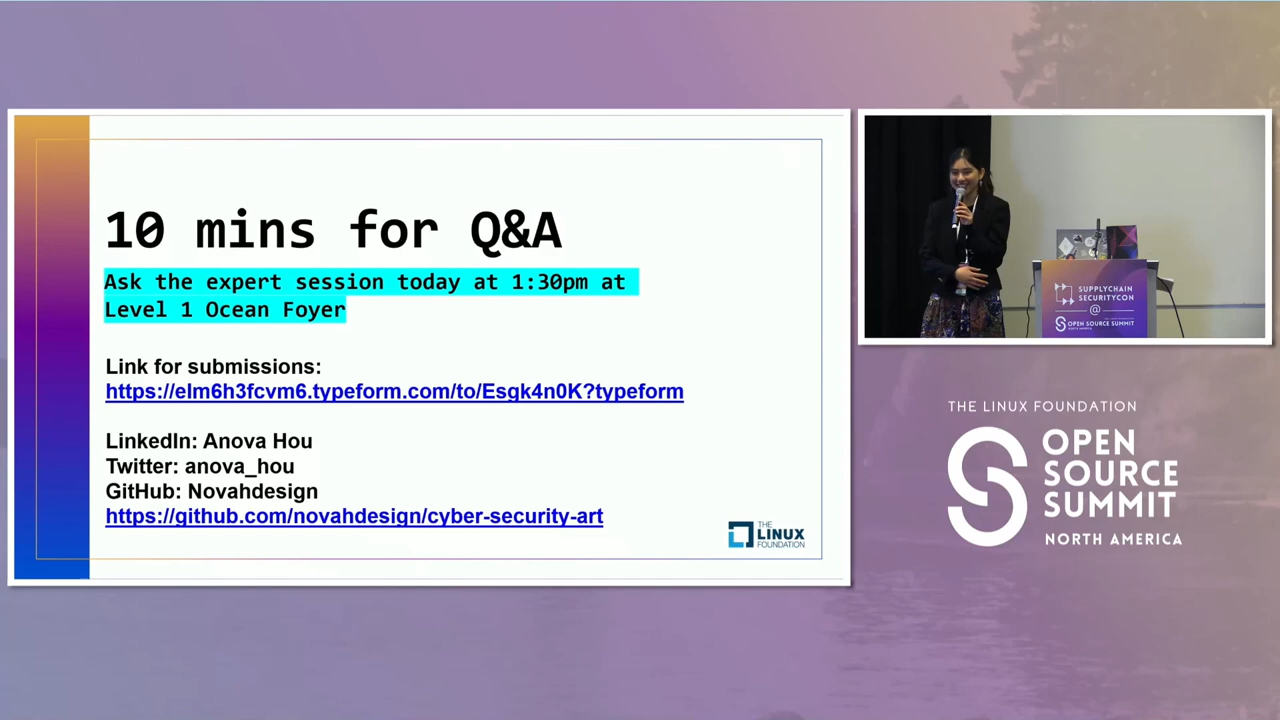 10 mins for Q&A
Ask the expert session today at 1:30pm at
Level 1 Ocean Foyer
Link for submissions:
https://elm6h3fcvm6.typeform.com/to/Esgk4n0K?typeform
LinkedIn: Anova Hou
Twitter: anova_hou
GitHub: Novahdesign
https://github.com/novahdesign/cyber-security-art
THE
LINUX
FOUNDATION
SUPPLYCHAIN
SECURITYCON
@
OPEN SOURCE SUMMIT
NORTH AMERICA
THE LINUX FOUNDATION
OPEN
SOURCE
SUMMIT
NORTH AMERICA